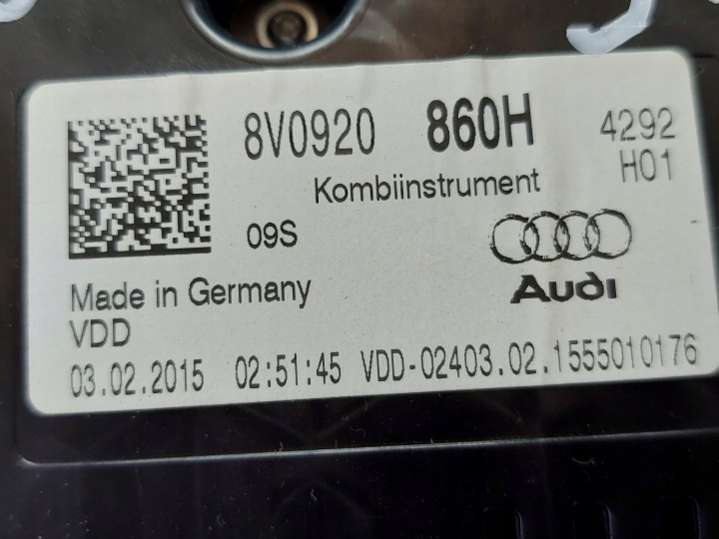 8V0920 860H 4292
H01
Kombiinstrument
09S
Audi
Made in Germany
VDD
03.02.2015 02:51:45 VDD-02403.02.1555010176